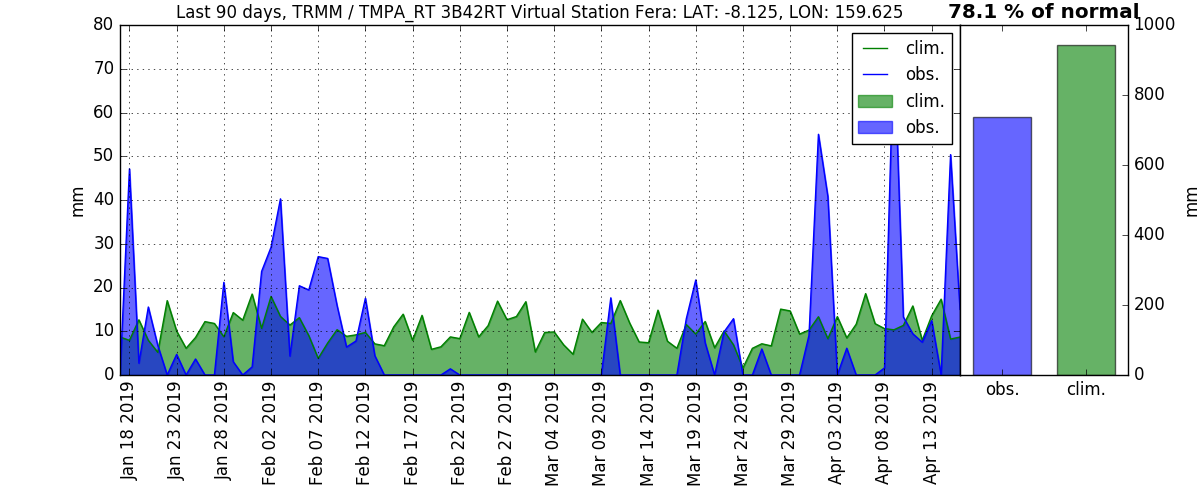 Last 90 days, TRMM / TMPA_RT 3B42RT Virtual Station Fera: LAT: -8.125, LON: 159.625
78.1 % of normal
80
70
60
50
40
30
20
10
0
mm
clim.
obs.
clim.
obs.
1000
800
600
400
200
0
mm
obs.
clim.
Jan 18 2019
Jan 23 2019
Jan 28 2019
Feb 02 2019
Feb 07 2019
Feb 12 2019
Feb 17 2019
Feb 22 2019
Feb 27 2019
Mar 04 2019
Mar 09 2019
Mar 14 2019
Mar 19 2019
Mar 24 2019
Mar 29 2019
Apr 03 2019
Apr 08 2019
Apr 13 2019